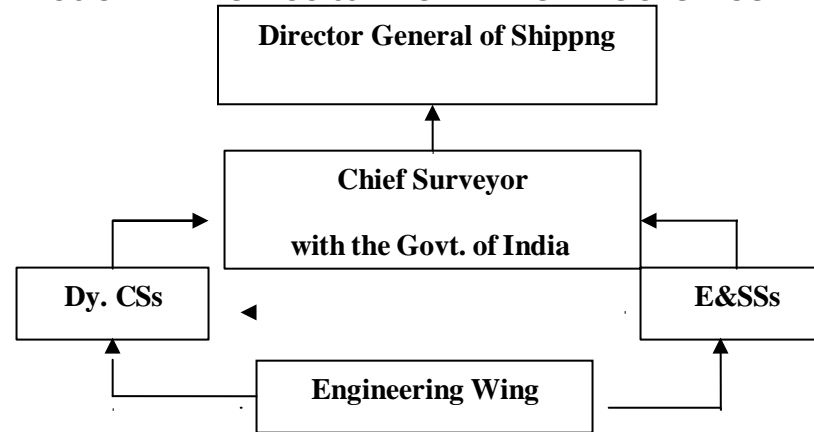 Director General of Shippng
Chief Surveyor
with the Govt. of India
Dy. CSs
E&SSs
Engineering Wing